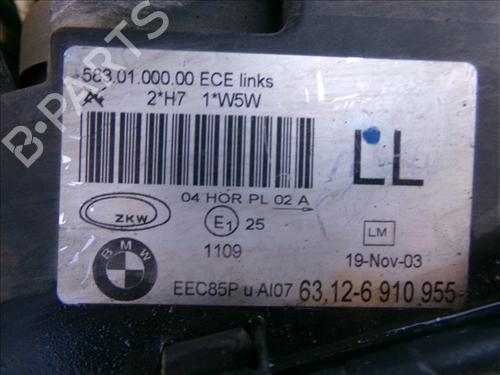 583.01.000.00 ECE links
2*H7 1*W5W
LL
04 HOR PL 02 A
ZKW
E1 25
LM
1109
19-Nov-03
BMW
EEC85P u AI07 63.12-6 910 955
B-PARTS